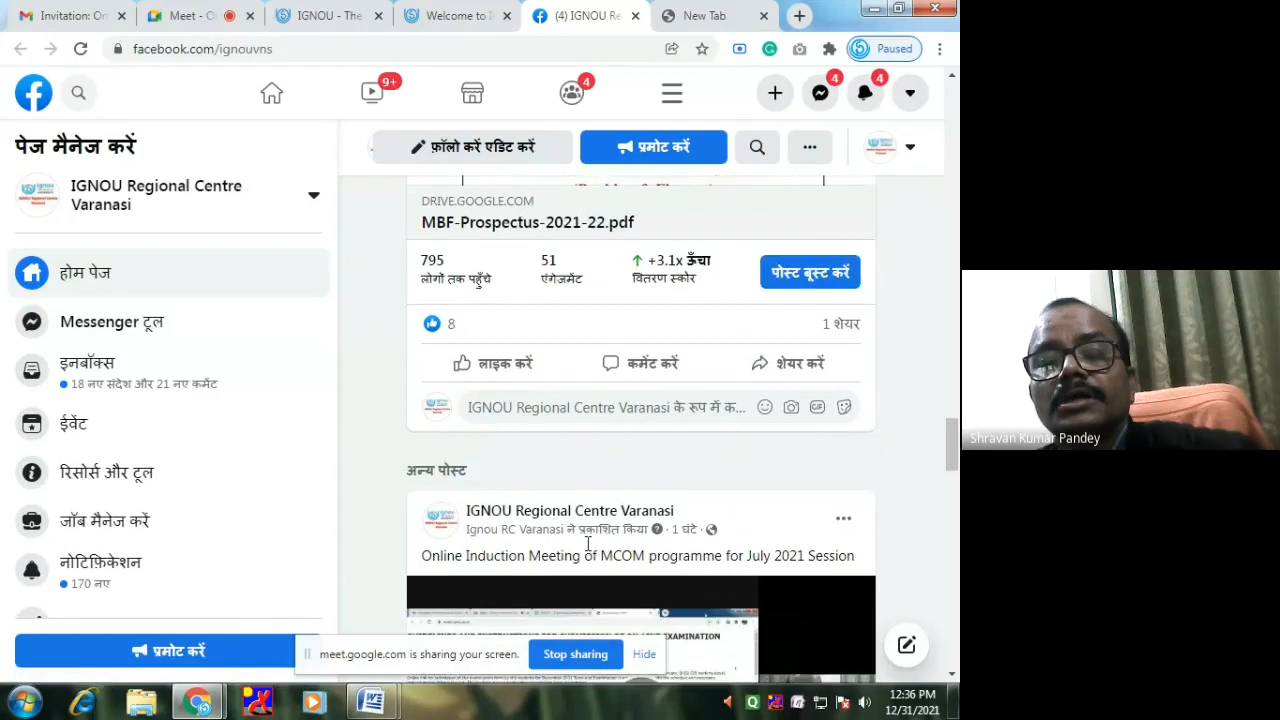 Invitation: On
Meet - O
IGNOU - The
Welcome to I
(4) IGNOU Re
New Tab
facebook.com/ignouvns
Paused
9+
4
4
4
पेज मैनेज करें
फ़ॉलो करें एडिट करें
प्रमोट करें
IGNOU Regional Centre
Varanasi
होम पेज
Messenger टूल
इनबॉक्स
18 नए संदेश और 21 नए कमेंट
ईवेंट
रिसोर्स और टूल
जॉब मैनेज करें
नोटिफ़िकेशन
170 नए
प्रमोट करें
DRIVE.GOOGLE.COM
MBF-Prospectus-2021-22.pdf
795
लोगों तक पहुँचे
51
एंगेजमेंट
+3.1x ऊँचा
वितरण स्कोर
पोस्ट बूस्ट करें
8
1 शेयर
लाइक करें
कमेंट करें
शेयर करें
IGNOU Regional Centre Varanasi के रूप में क...
GIF
अन्य पोस्ट
IGNOU Regional Centre Varanasi
Ignou RC Varanasi ने प्रकाशित किया · 1 घंटे ·
Online Induction Meeting of MCOM programme for July 2021 Session
EXAMINATION
meet.google.com is sharing your screen.
Stop sharing
Hide
12:36 PM
12/31/2021
Shravan Kumar Pandey